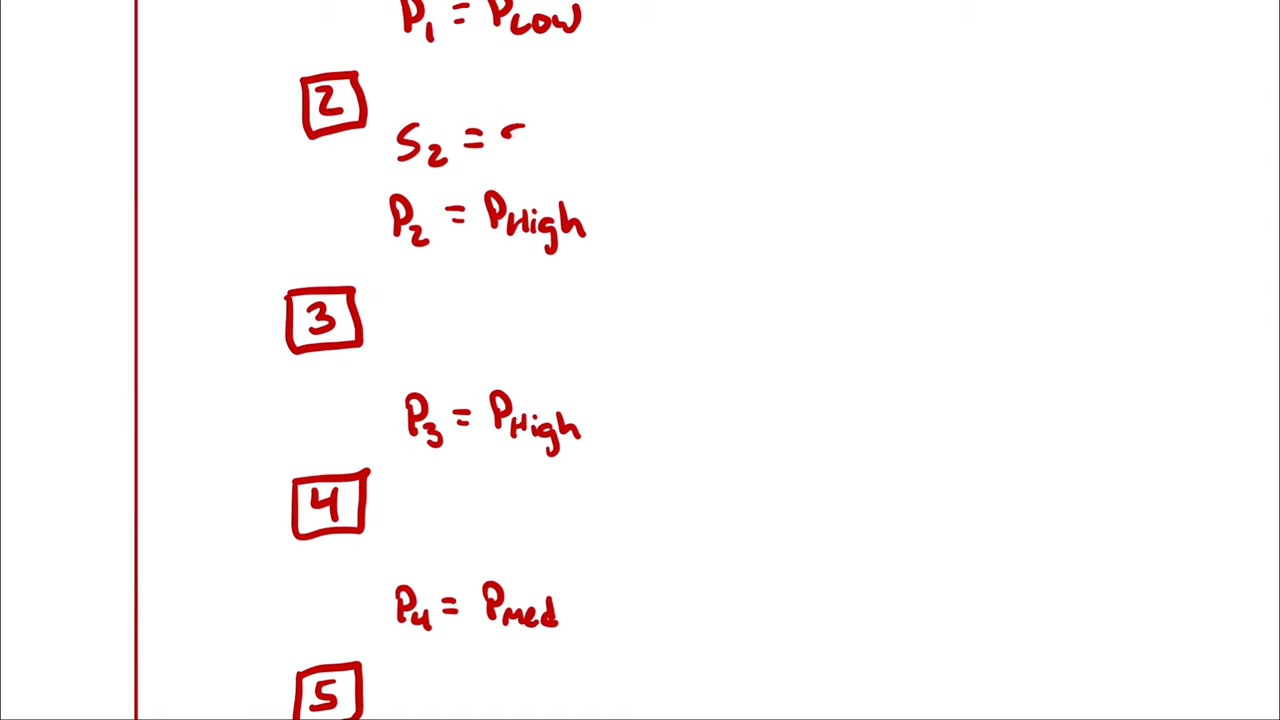 P₁ = PLow
2
S₂ =
P₂ = PHigh
3
P₃ = PHigh
4
P₄ = PMed
5